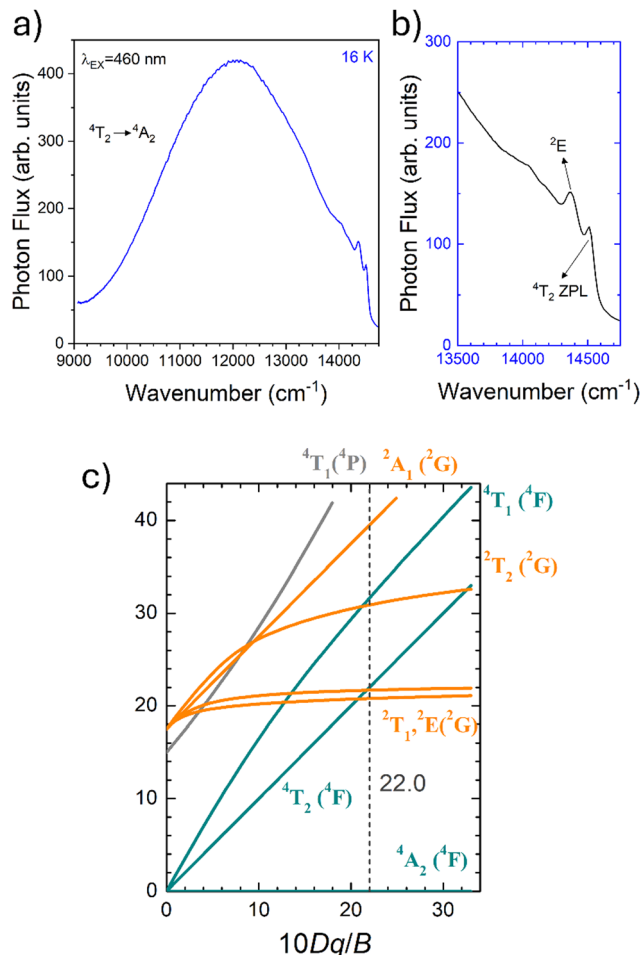 a)
λEX=460 nm
16 K
⁴T₂→⁴A₂
Photon Flux (arb. units)
400
300
200
100
0
9000 10000 11000 12000 13000 14000
Wavenumber (cm⁻¹)
b)
²E
⁴T₂ ZPL
Photon Flux (arb. units)
300
250
200
150
100
50
0
13500 14000 14500
Wavenumber (cm⁻¹)
c)
⁴T₁(⁴P) ²A₁ (²G)
⁴T₁ (⁴F)
²T₂ (²G)
²T₁,²E(²G)
⁴T₂ (⁴F)
22.0
⁴A₂ (⁴F)
40
30
20
10
0
0 10 20 30
10Dq/B